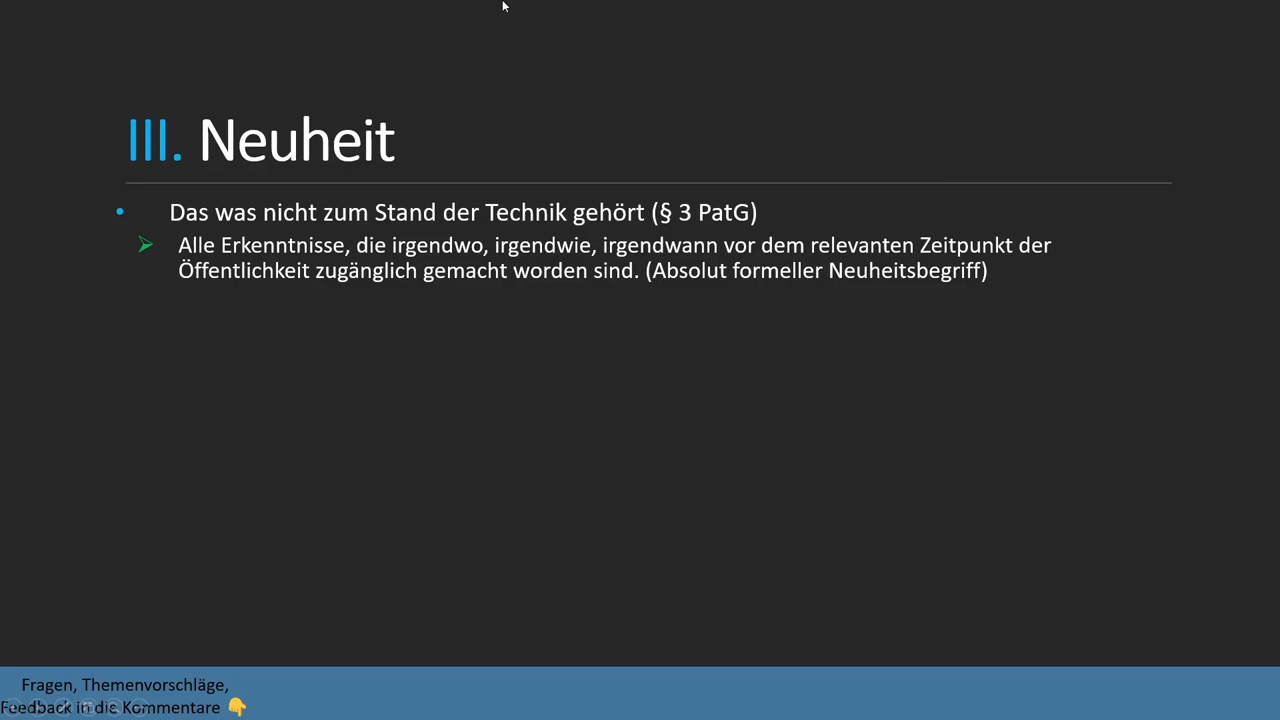 III. Neuheit
• Das was nicht zum Stand der Technik gehört (§ 3 PatG)
➢ Alle Erkenntnisse, die irgendwo, irgendwie, irgendwann vor dem relevanten Zeitpunkt der
Öffentlichkeit zugänglich gemacht worden sind. (Absolut formeller Neuheitsbegriff)
Fragen, Themenvorschläge,
Feedback in die Kommentare 👇